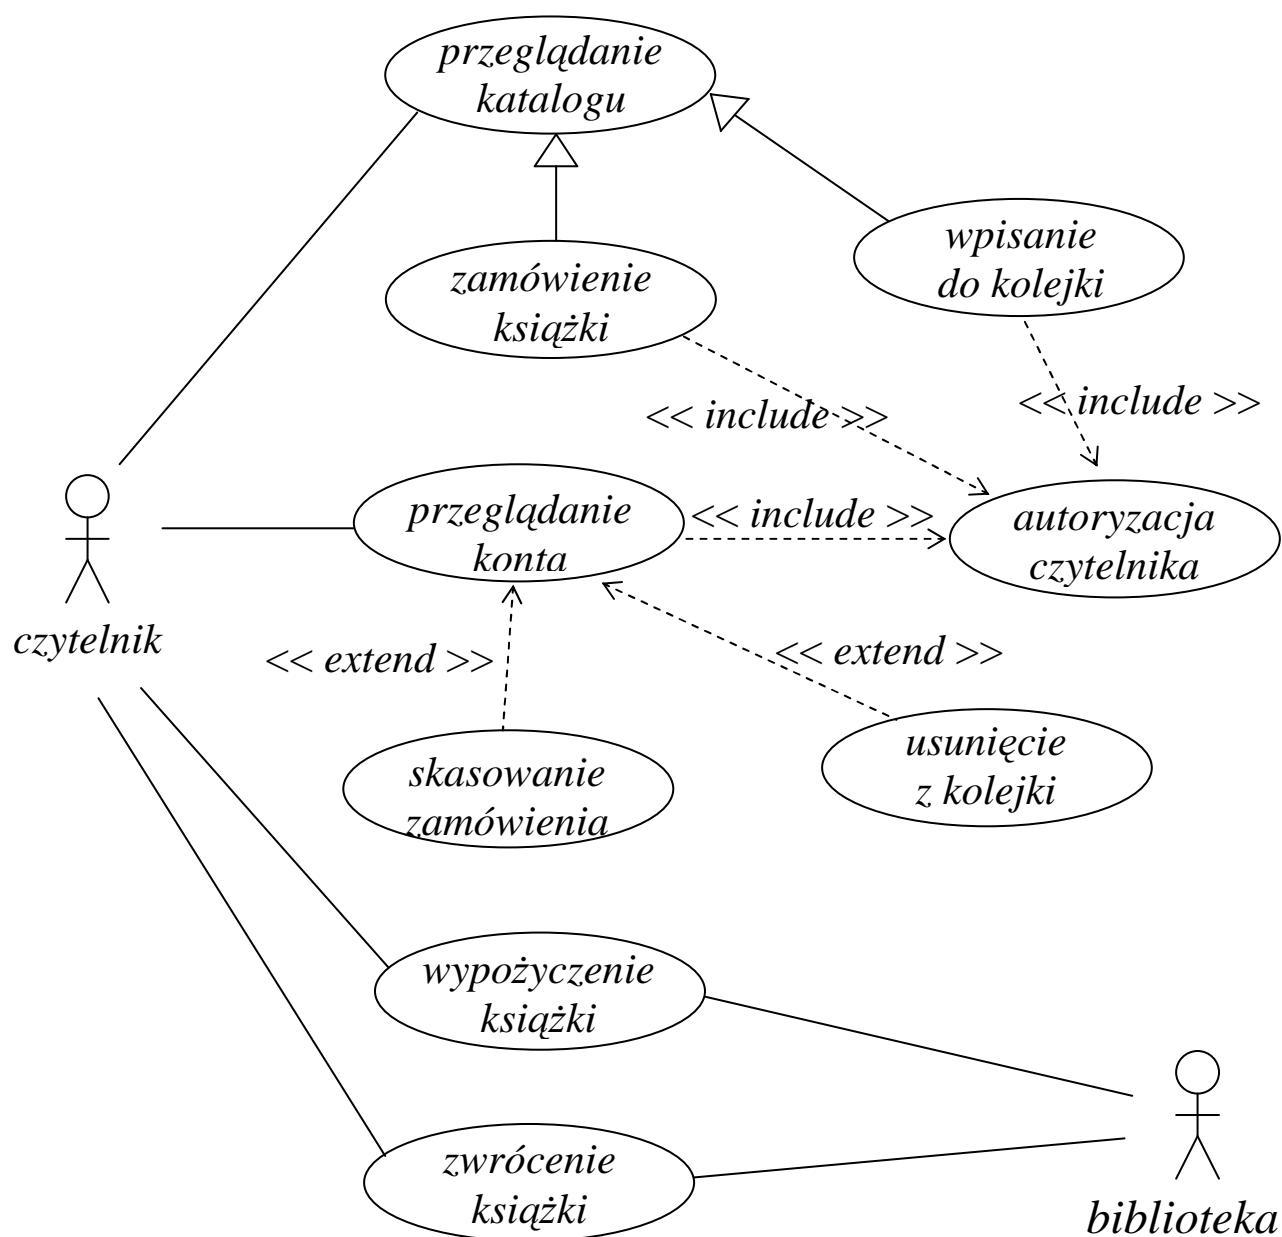 przeglądanie
katalogu
wpisanie
do kolejki
zamówienie
książki
<< include >>
<< include >>
przeglądanie
konta
<< include >>
autoryzacja
czytelnika
czytelnik
<< extend >>
<< extend >>
skasowanie
zamówienia
usunięcie
z kolejki
wypożyczenie
książki
zwrócenie
książki
biblioteka